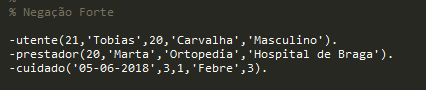 % Negação Forte
-utente(21,'Tobias',20,'Carvalha','Masculino').
-prestador(20,'Marta','Ortopedia','Hospital de Braga').
-cuidado('05-06-2018',3,1,'Febre',3).